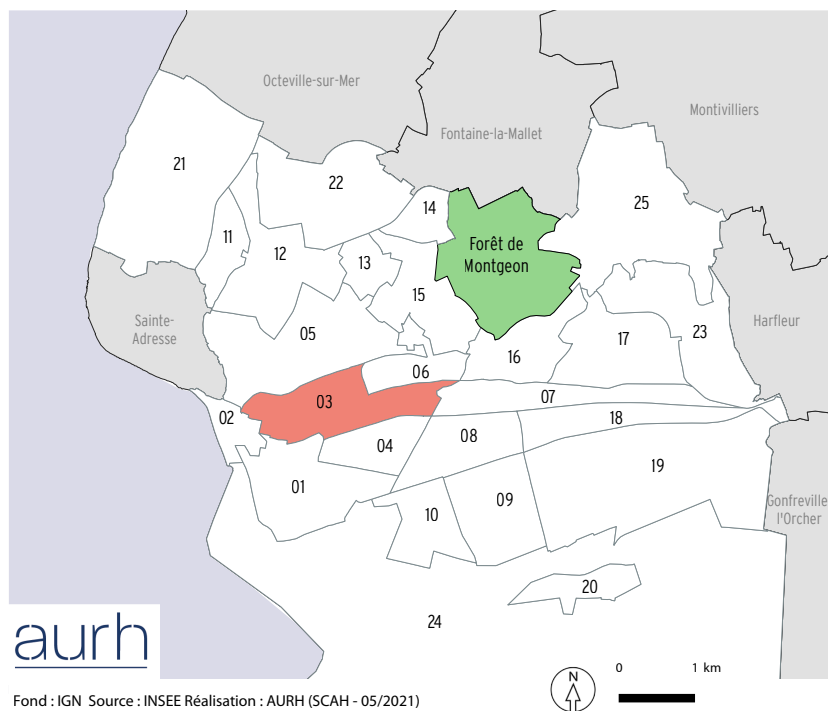 Octeville-sur-Mer
Montivilliers
Fontaine-la-Mallet
21
22
25
14
11
12
Forêt de
Montgeon
13
15
Sainte-
Adresse
05
17
23
Harfleur
16
06
03
07
02
18
08
04
19
01
09
Gonfreville
l'Orcher
10
20
24
aurh
N
0
1 km
Fond : IGN Source : INSEE Réalisation : AURH (SCAH - 05/2021)